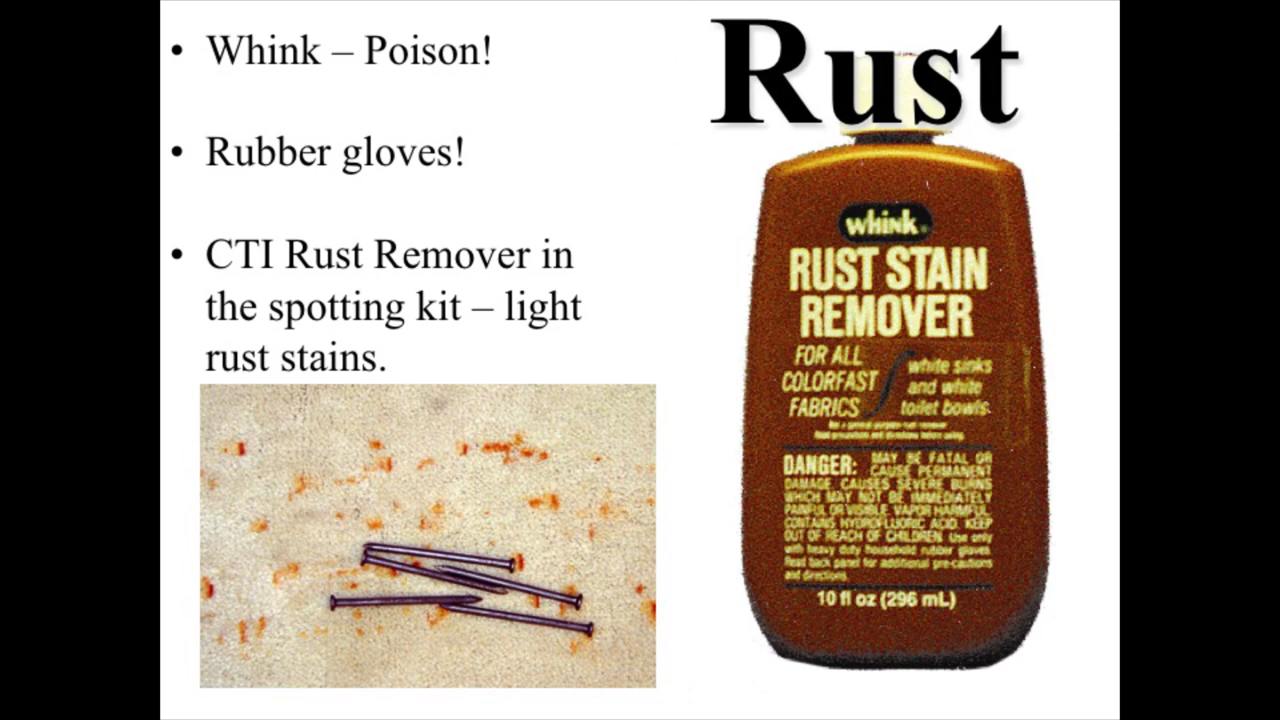 • Whink – Poison!
• Rubber gloves!
• CTI Rust Remover in
the spotting kit – light
rust stains.
Rust
whink
RUST STAIN
REMOVER
FOR ALL
COLORFAST
FABRICS
white sinks
and white
toilet bowls.
DANGER: MAY BE FATAL OR
CAUSE PERMANENT
DAMAGE. CAUSES SEVERE BURNS
WHICH MAY NOT BE IMMEDIATELY
PAINFUL OR VISIBLE. VAPOR HARMFUL.
CONTAINS HYDROFLUORIC ACID. KEEP
OUT OF REACH OF CHILDREN. Use only
with heavy duty household rubber gloves.
Read back panel for additional pre-cautions
and directions.
10 fl oz (296 mL)